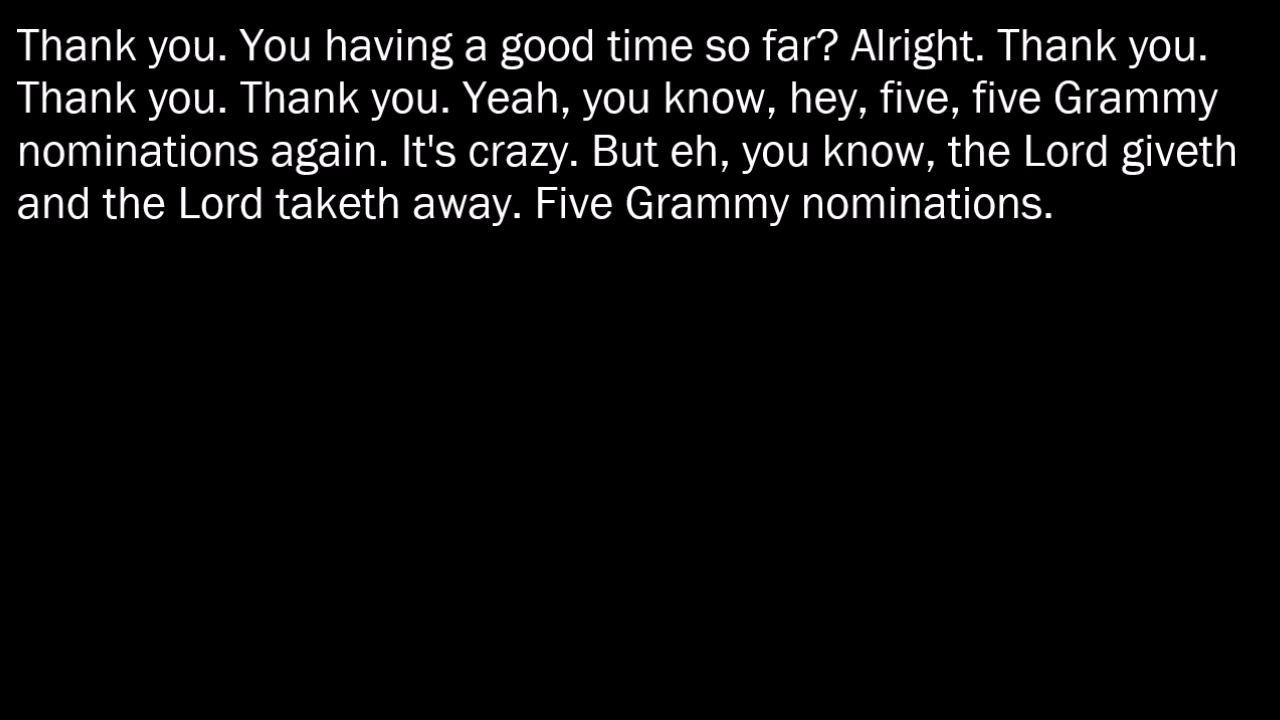 Thank you. You having a good time so far? Alright. Thank you.
Thank you. Thank you. Yeah, you know, hey, five, five Grammy
nominations again. It's crazy. But eh, you know, the Lord giveth
and the Lord taketh away. Five Grammy nominations.